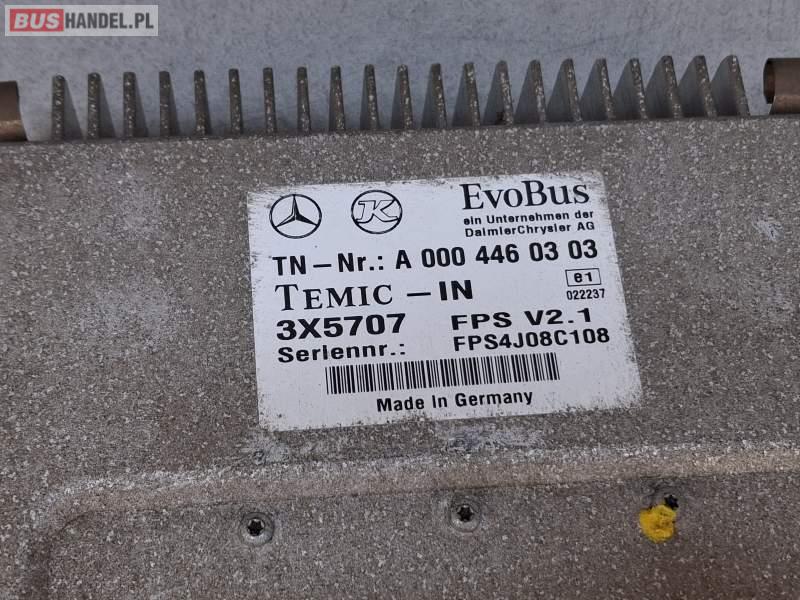 BUSHANDEL.PL
K
EvoBus
ein Unternehmen der
DaimlerChrysler AG
TN-Nr.: A 000 446 03 03
TEMIC - IN
e1
022237
3X5707 FPS V2.1
Seriennr.: FPS4J08C108
Made In Germany